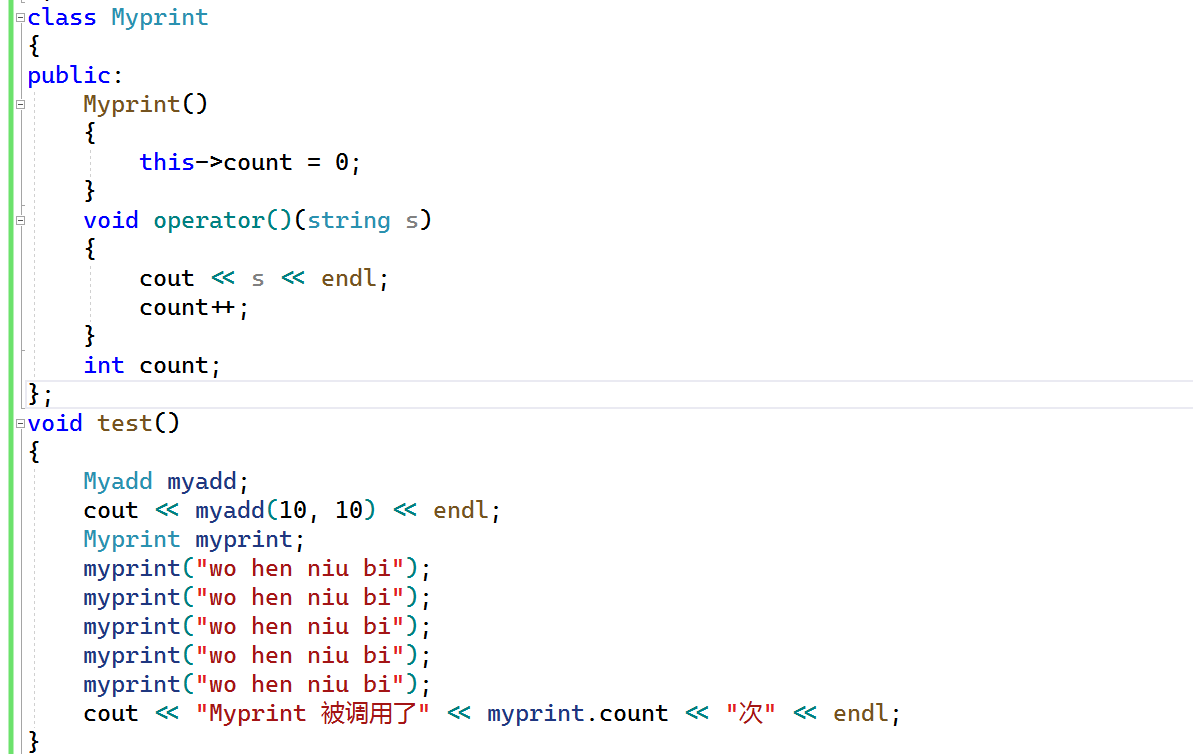 class Myprint
{
public:
    Myprint()
    {
        this->count = 0;
    }
    void operator()(string s)
    {
        cout << s << endl;
        count++;
    }
    int count;
};
void test()
{
    Myadd myadd;
    cout << myadd(10, 10) << endl;
    Myprint myprint;
    myprint("wo hen niu bi");
    myprint("wo hen niu bi");
    myprint("wo hen niu bi");
    myprint("wo hen niu bi");
    myprint("wo hen niu bi");
    cout << "Myprint 被调用了" << myprint.count << "次" << endl;
}